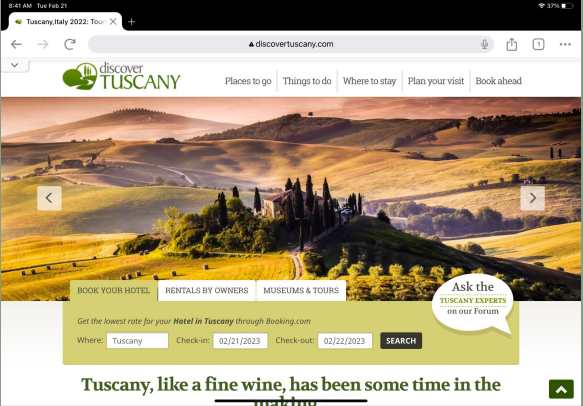 8:41 AM Tue Feb 21
37%
Tuscany,Italy 2022: Tour
discovertuscany.com
1
discover
TUSCANY
Places to go Things to do Where to stay Plan your visit Book ahead
BOOK YOUR HOTEL RENTALS BY OWNERS MUSEUMS & TOURS
Ask the
TUSCANY EXPERTS
on our Forum
Get the lowest rate for your Hotel in Tuscany through Booking.com
Where: Tuscany Check-in: 02/21/2023 Check-out: 02/22/2023 SEARCH
Tuscany, like a fine wine, has been some time in the
making